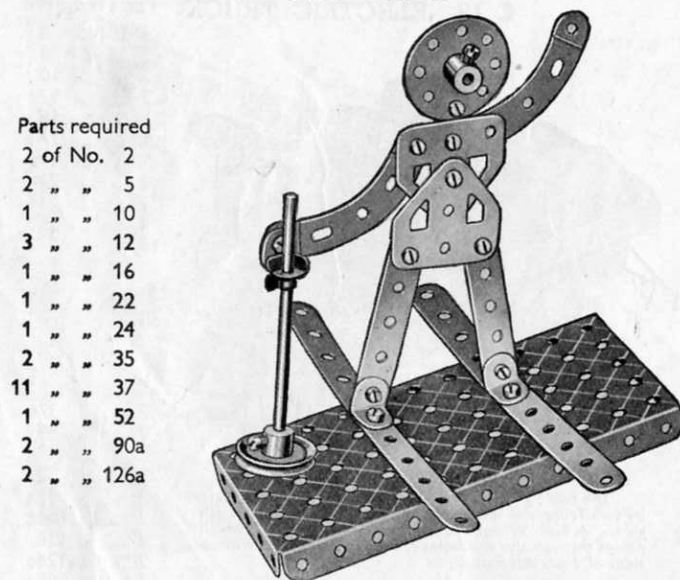 Parts required
2 of No. 2
2 „ „ 5
1 „ „ 10
3 „ „ 12
1 „ „ 16
1 „ „ 22
1 „ „ 24
2 „ „ 35
11 „ „ 37
1 „ „ 52
2 „ „ 90a
2 „ „ 126a